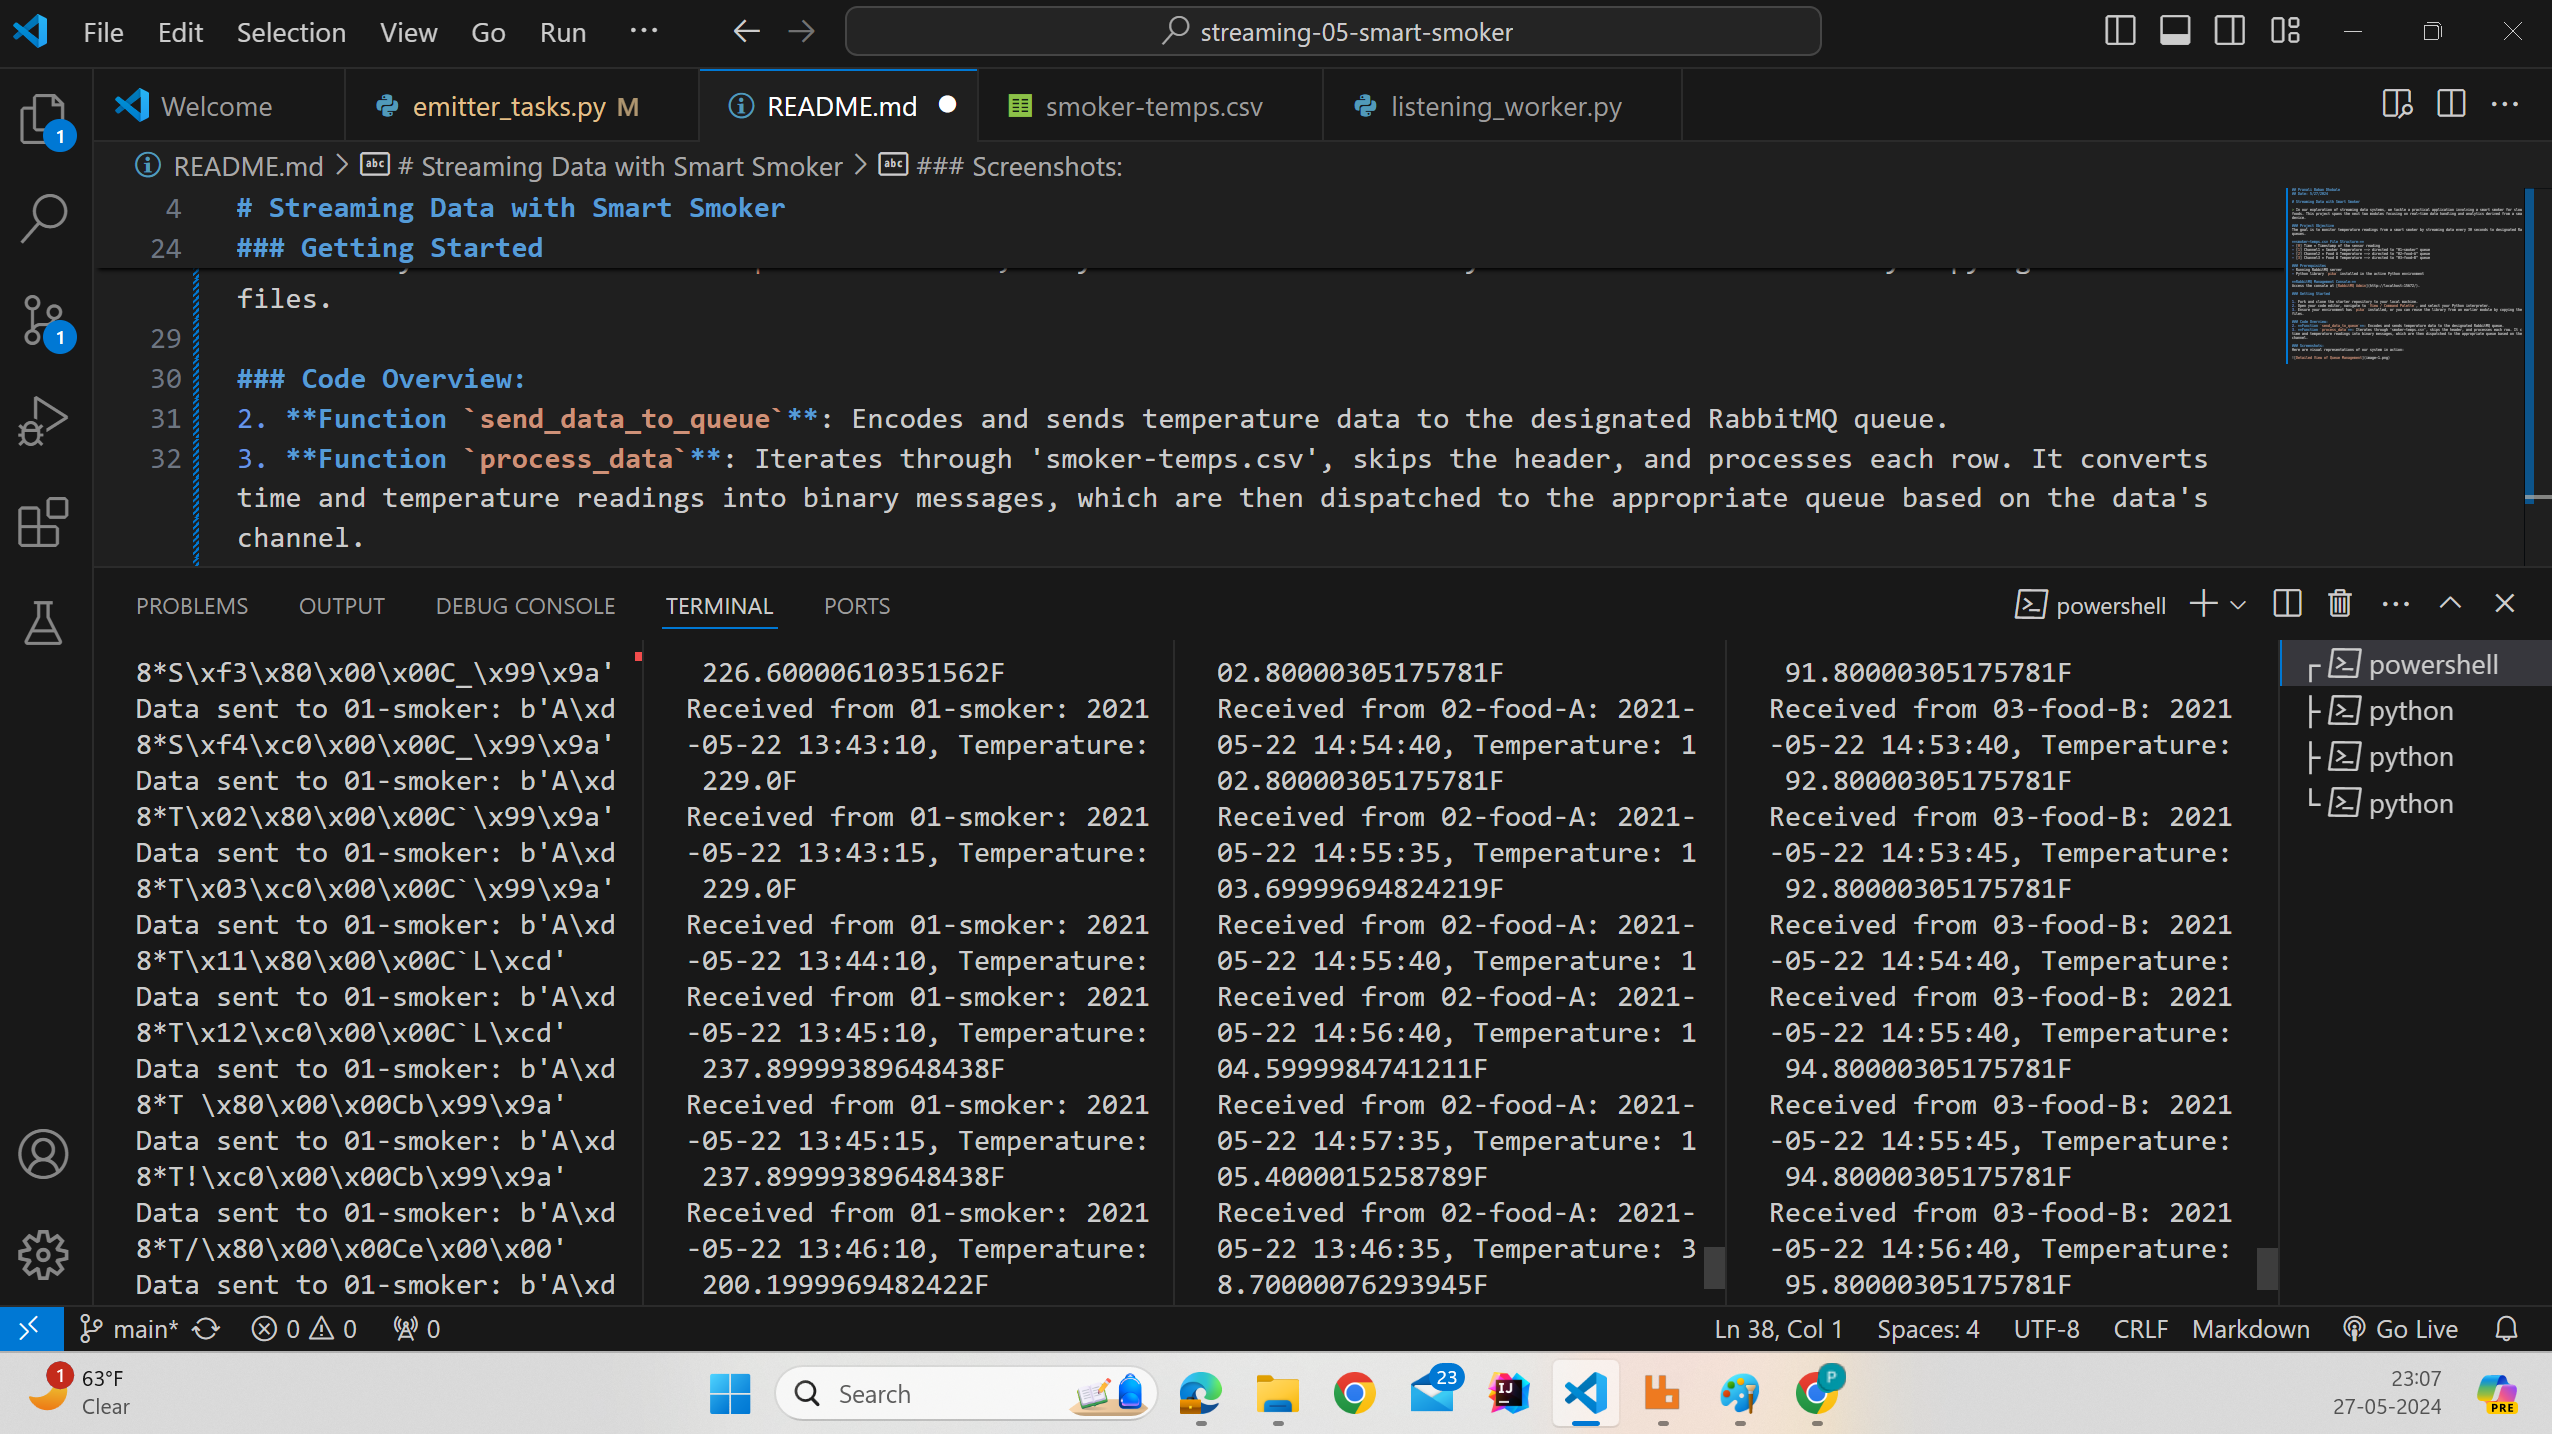 File Edit Selection View Go Run ... streaming-05-smart-smoker
Welcome emitter_tasks.py M README.md smoker-temps.csv listening_worker.py
README.md > # Streaming Data with Smart Smoker > ### Screenshots:
4 # Streaming Data with Smart Smoker
24 ### Getting Started
files.
29
30 ### Code Overview:
31 2. **Function `send_data_to_queue`**: Encodes and sends temperature data to the designated RabbitMQ queue.
32 3. **Function `process_data`**: Iterates through 'smoker-temps.csv', skips the header, and processes each row. It converts
time and temperature readings into binary messages, which are then dispatched to the appropriate queue based on the data's
channel.
PROBLEMS OUTPUT DEBUG CONSOLE TERMINAL PORTS powershell
8*S\xf3\x80\x00\x00C_\x99\x9a'
Data sent to 01-smoker: b'A\xd
8*S\xf4\xc0\x00\x00C_\x99\x9a'
Data sent to 01-smoker: b'A\xd
8*T\x02\x80\x00\x00C`\x99\x9a'
Data sent to 01-smoker: b'A\xd
8*T\x03\xc0\x00\x00C`\x99\x9a'
Data sent to 01-smoker: b'A\xd
8*T\x11\x80\x00\x00C`L\xcd'
Data sent to 01-smoker: b'A\xd
8*T\x12\xc0\x00\x00C`L\xcd'
Data sent to 01-smoker: b'A\xd
8*T \x80\x00\x00Cb\x99\x9a'
Data sent to 01-smoker: b'A\xd
8*T!\xc0\x00\x00Cb\x99\x9a'
Data sent to 01-smoker: b'A\xd
8*T/\x80\x00\x00Ce\x00\x00'
Data sent to 01-smoker: b'A\xd
226.60000610351562F
Received from 01-smoker: 2021
-05-22 13:43:10, Temperature:
229.0F
Received from 01-smoker: 2021
-05-22 13:43:15, Temperature:
229.0F
Received from 01-smoker: 2021
-05-22 13:44:10, Temperature:
Received from 01-smoker: 2021
-05-22 13:45:10, Temperature:
237.89999389648438F
Received from 01-smoker: 2021
-05-22 13:45:15, Temperature:
237.89999389648438F
Received from 01-smoker: 2021
-05-22 13:46:10, Temperature:
200.1999969482422F
02.80000305175781F
Received from 02-food-A: 2021-
05-22 14:54:40, Temperature: 1
02.80000305175781F
Received from 02-food-A: 2021-
05-22 14:55:35, Temperature: 1
03.69999694824219F
Received from 02-food-A: 2021-
05-22 14:55:40, Temperature: 1
Received from 02-food-A: 2021-
05-22 14:56:40, Temperature: 1
04.5999984741211F
Received from 02-food-A: 2021-
05-22 14:57:35, Temperature: 1
05.4000015258789F
Received from 02-food-A: 2021-
05-22 13:46:35, Temperature: 3
8.70000076293945F
91.80000305175781F
Received from 03-food-B: 2021
-05-22 14:53:40, Temperature:
92.80000305175781F
Received from 03-food-B: 2021
-05-22 14:53:45, Temperature:
92.80000305175781F
Received from 03-food-B: 2021
-05-22 14:54:40, Temperature:
Received from 03-food-B: 2021
-05-22 14:55:40, Temperature:
94.80000305175781F
Received from 03-food-B: 2021
-05-22 14:55:45, Temperature:
94.80000305175781F
Received from 03-food-B: 2021
-05-22 14:56:40, Temperature:
95.80000305175781F
powershell
python
python
python
main* 0 0 0 Ln 38, Col 1 Spaces: 4 UTF-8 CRLF Markdown Go Live
1 63°F
Clear
Search
23
P
23:07
27-05-2024
PRE